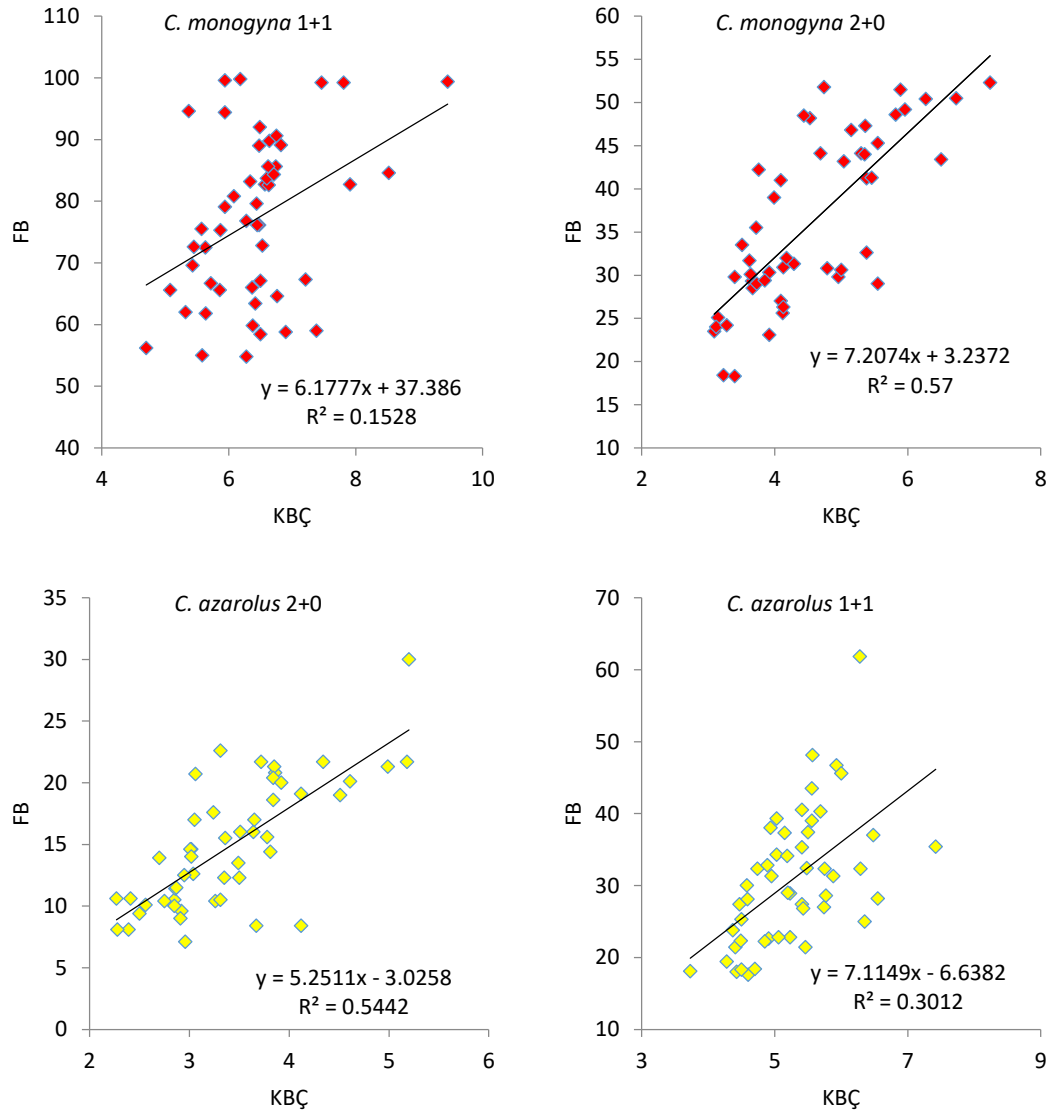 C. monogyna 1+1
110
100
90
80
70
60
50
40
FB
4 6 8 10
KBÇ
y = 6.1777x + 37.386
R² = 0.1528
C. monogyna 2+0
60
55
50
45
40
35
30
25
20
15
10
FB
2 4 6 8
KBÇ
y = 7.2074x + 3.2372
R² = 0.57
C. azarolus 2+0
35
30
25
20
15
10
5
0
FB
2 3 4 5 6
KBÇ
y = 5.2511x - 3.0258
R² = 0.5442
C. azarolus 1+1
70
60
50
40
30
20
10
FB
3 5 7 9
KBÇ
y = 7.1149x - 6.6382
R² = 0.3012